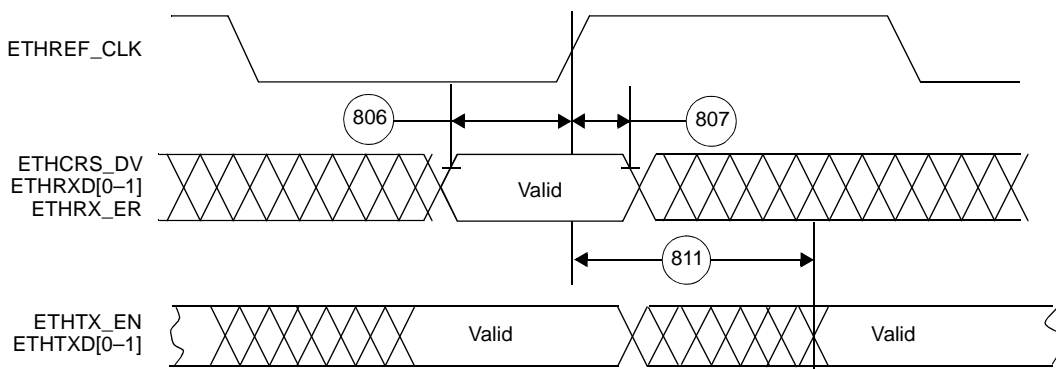 ETHREF_CLK
806
807
ETHCRS_DV
ETHRXD[0–1]
ETHRX_ER
Valid
811
ETHTX_EN
ETHTXD[0–1]
Valid
Valid